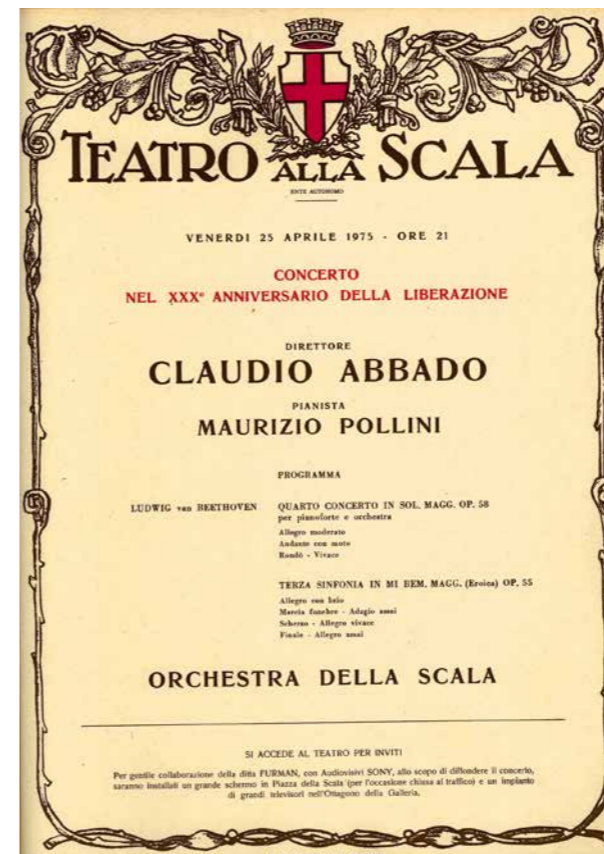 TEATRO ALLA SCALA
ENTE AUTONOMO
VENERDI 25 APRILE 1975 - ORE 21
CONCERTO
NEL XXX° ANNIVERSARIO DELLA LIBERAZIONE
DIRETTORE
CLAUDIO ABBADO
PIANISTA
MAURIZIO POLLINI
PROGRAMMA
LUDWIG van BEETHOVEN QUARTO CONCERTO IN SOL. MAGG. OP. 58
per pianoforte e orchestra
Allegro moderato
Andante con moto
Rondò - Vivace
TERZA SINFONIA IN MI BEM. MAGG. (Eroica) OP. 55
Allegro con brio
Marcia funebre - Adagio assai
Scherzo - Allegro vivace
Finale - Allegro assai
ORCHESTRA DELLA SCALA
SI ACCEDE AL TEATRO PER INVITI
Per gentile collaborazione della ditta FURMAN, con Audiovisivi SONY, allo scopo di diffondere il concerto,
saranno installati un grande schermo in Piazza della Scala (per l'occasione chiusa al traffico) e un impianto
di grandi televisori nell'Ottagono della Galleria.